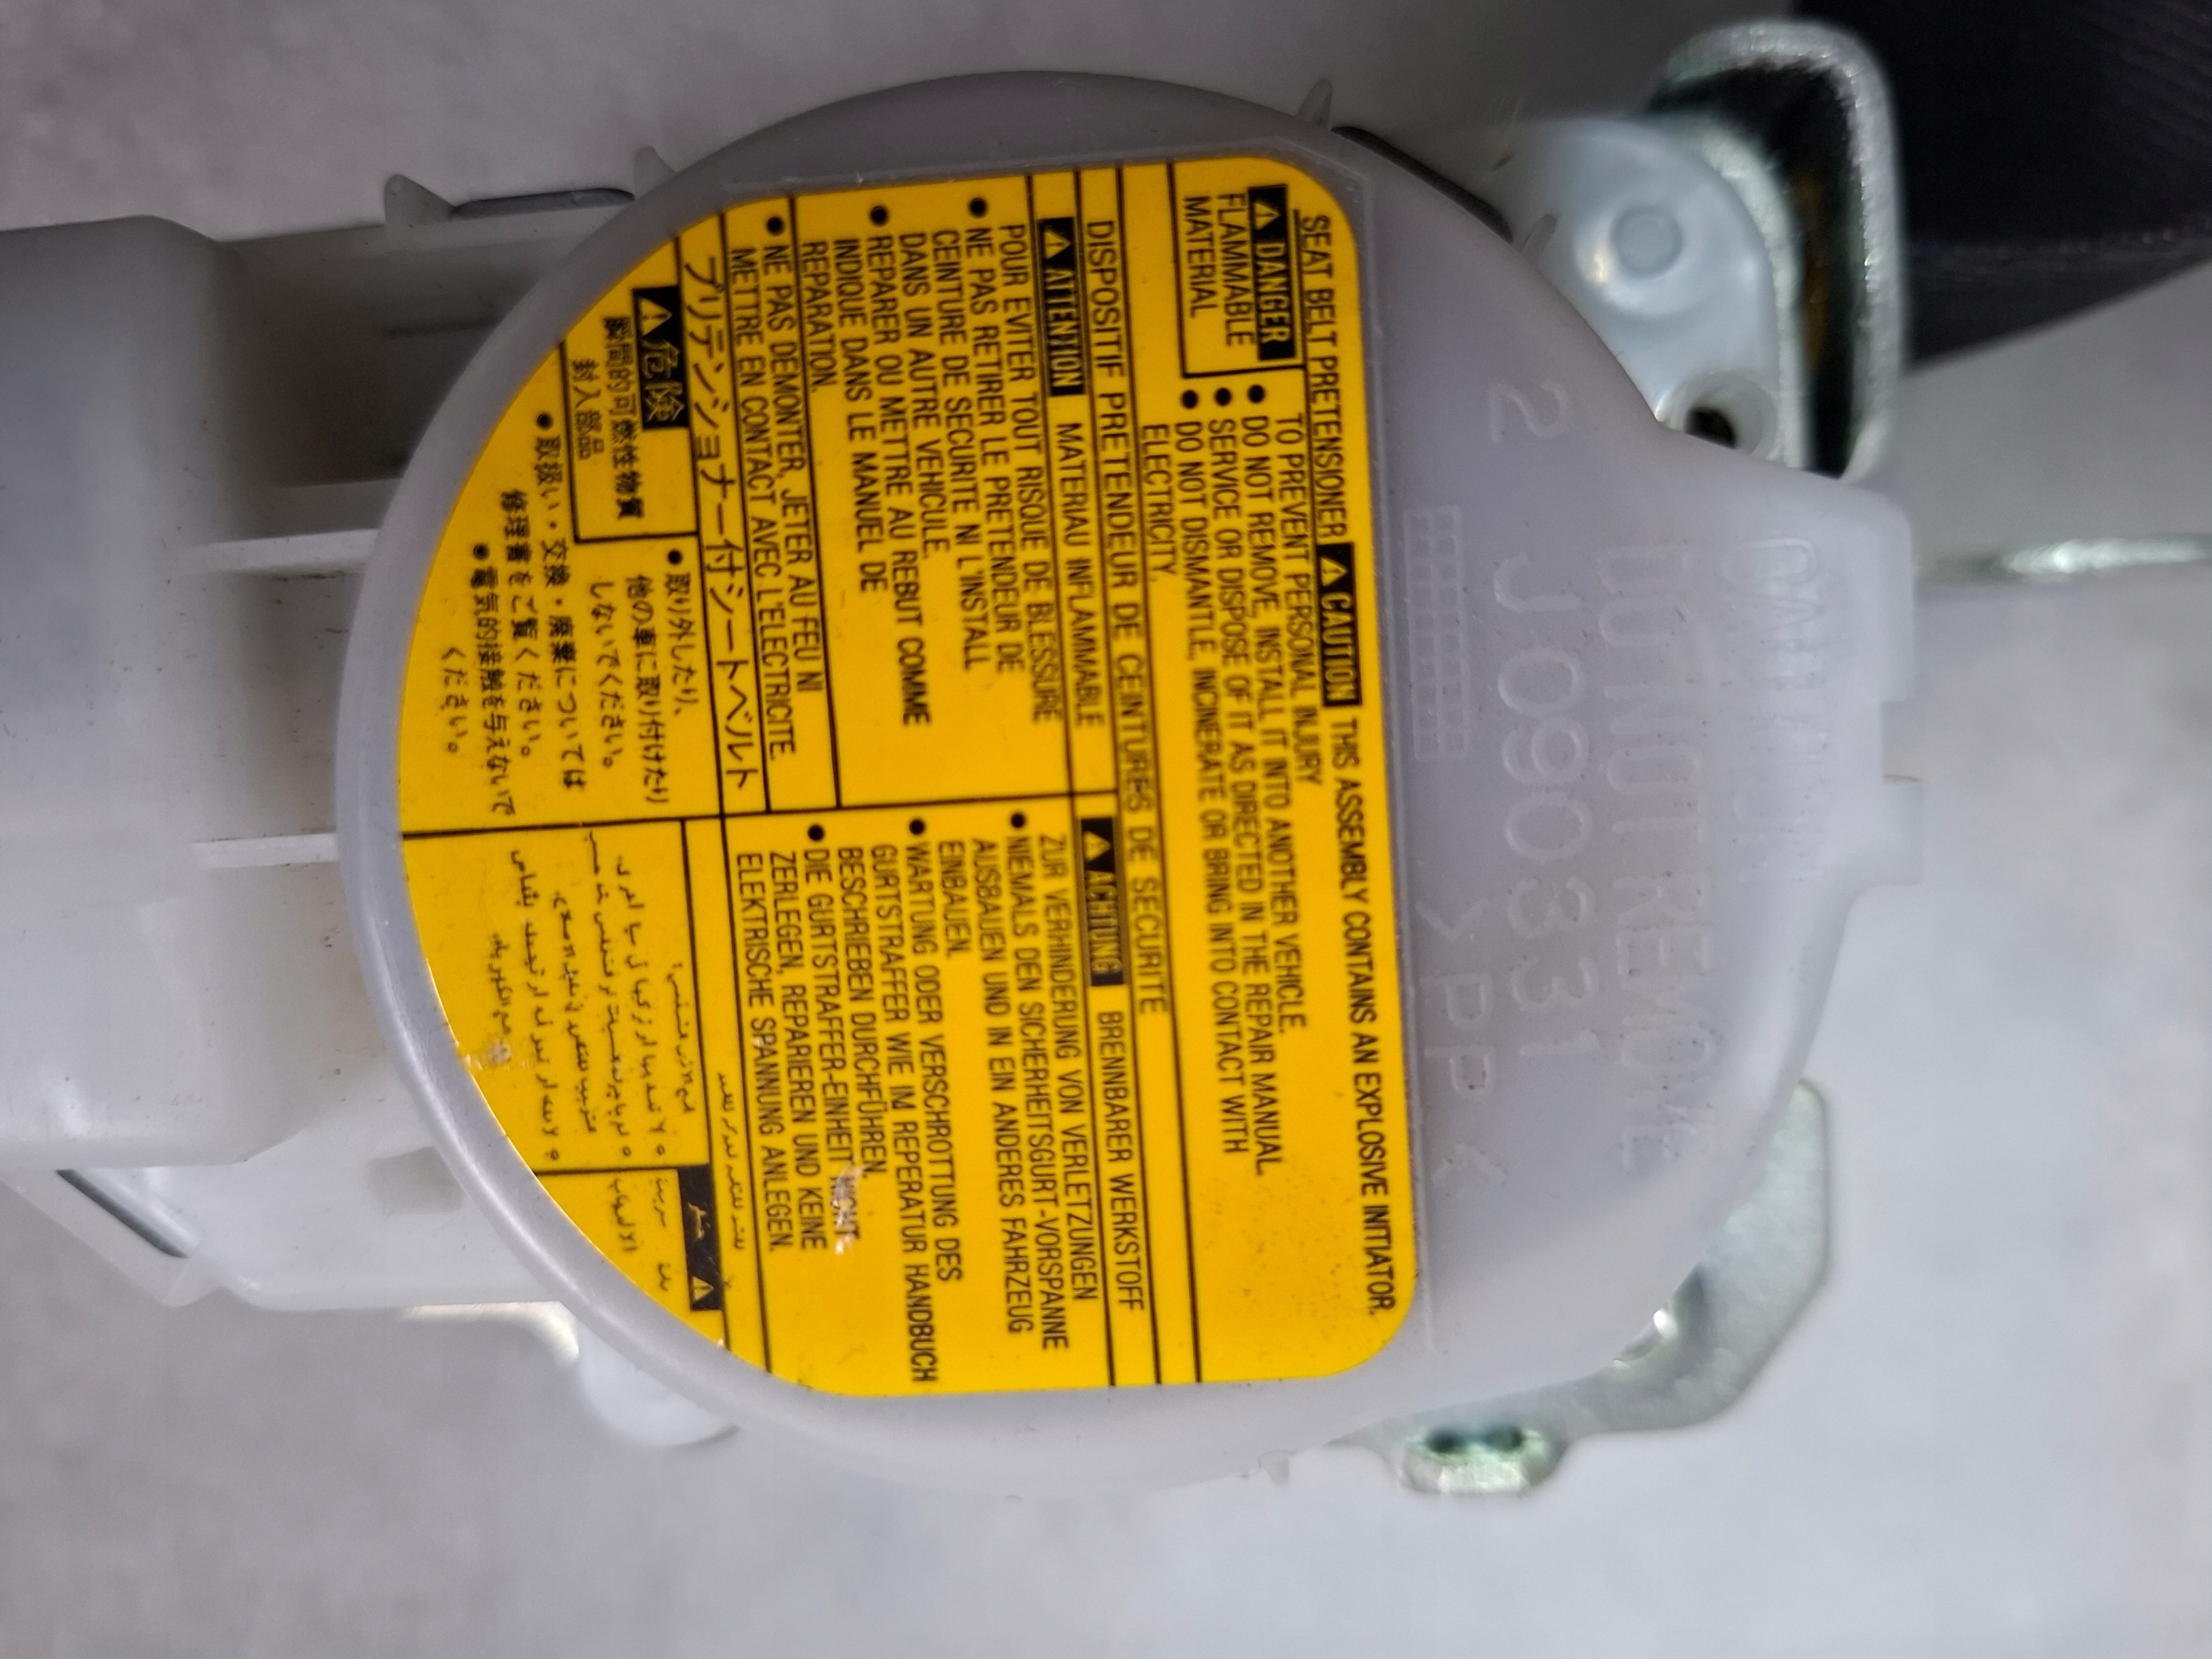 CAUTION
DO NOT REMOVE
2 J090331
>PP<
SEAT BELT PRETENSIONER ⚠CAUTION THIS ASSEMBLY CONTAINS AN EXPLOSIVE INITIATOR.
⚠DANGER
FLAMMABLE
MATERIAL
TO PREVENT PERSONAL INJURY
● DO NOT REMOVE, INSTALL IT INTO ANOTHER VEHICLE.
● SERVICE OR DISPOSE OF IT AS DIRECTED IN THE REPAIR MANUAL.
● DO NOT DISMANTLE, INCINERATE OR BRING INTO CONTACT WITH
ELECTRICITY.
DISPOSITIF PRETENDEUR DE CEINTURES DE SECURITE
⚠ATTENTION MATERIAU INFLAMMABLE
POUR EVITER TOUT RISQUE DE BLESSURE
● NE PAS RETIRER LE PRETENDEUR DE
CEINTURE DE SECURITE NI L'INSTALL
DANS UN AUTRE VEHICULE.
● REPARER OU METTRE AU REBUT COMME
INDIQUE DANS LE MANUEL DE
REPARATION.
● NE PAS DEMONTER, JETER AU FEU NI
METTRE EN CONTACT AVEC L'ELECTRICITE.
⚠ACHTUNG BRENNBARER WERKSTOFF
ZUR VERHINDERUNG VON VERLETZUNGEN
● NIEMALS DEN SICHERHEITSGURT-VORSPANNE
AUSBAUEN UND IN EIN ANDERES FAHRZEUG
EINBAUEN.
● WARTUNG ODER VERSCHROTTUNG DES
GURTSTRAFFER WIE IM REPERATUR HANDBUCH
BESCHRIEBEN DURCHFÜHREN.
● DIE GURTSTRAFFER-EINHEIT NICHT
ZERLEGEN, REPARIEREN UND KEINE
ELEKTRISCHE SPANNUNG ANLEGEN.
プリテンショナー付シートベルト
⚠危険
瞬間的可燃性物質
封入部品
● 取り外したり、
他の車に取り付けたり
しないでください。
● 取扱い・交換・廃棄については
修理書をご覧ください。
● 電気的接触を与えないで
ください。